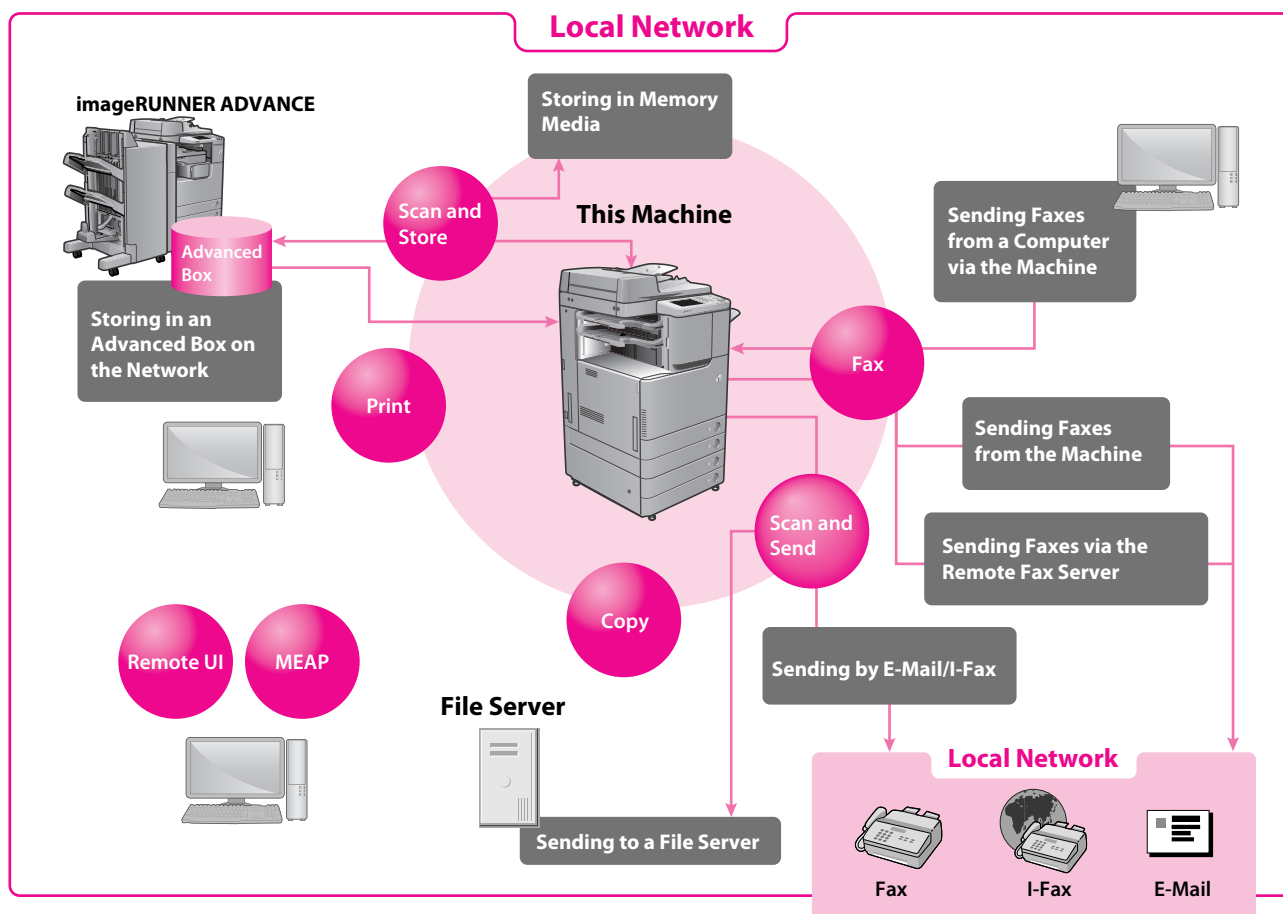 Local Network
imageRUNNER ADVANCE
Storing in Memory
Media
Scan and
Store
This Machine
Advanced
Box
Storing in an
Advanced Box on
the Network
Sending Faxes
from a Computer
via the Machine
Fax
Print
Sending Faxes
from the Machine
Scan and
Send
Sending Faxes via the
Remote Fax Server
Copy
Remote UI
MEAP
Sending by E-Mail/I-Fax
File Server
Sending to a File Server
Local Network
Fax
I-Fax
E-Mail